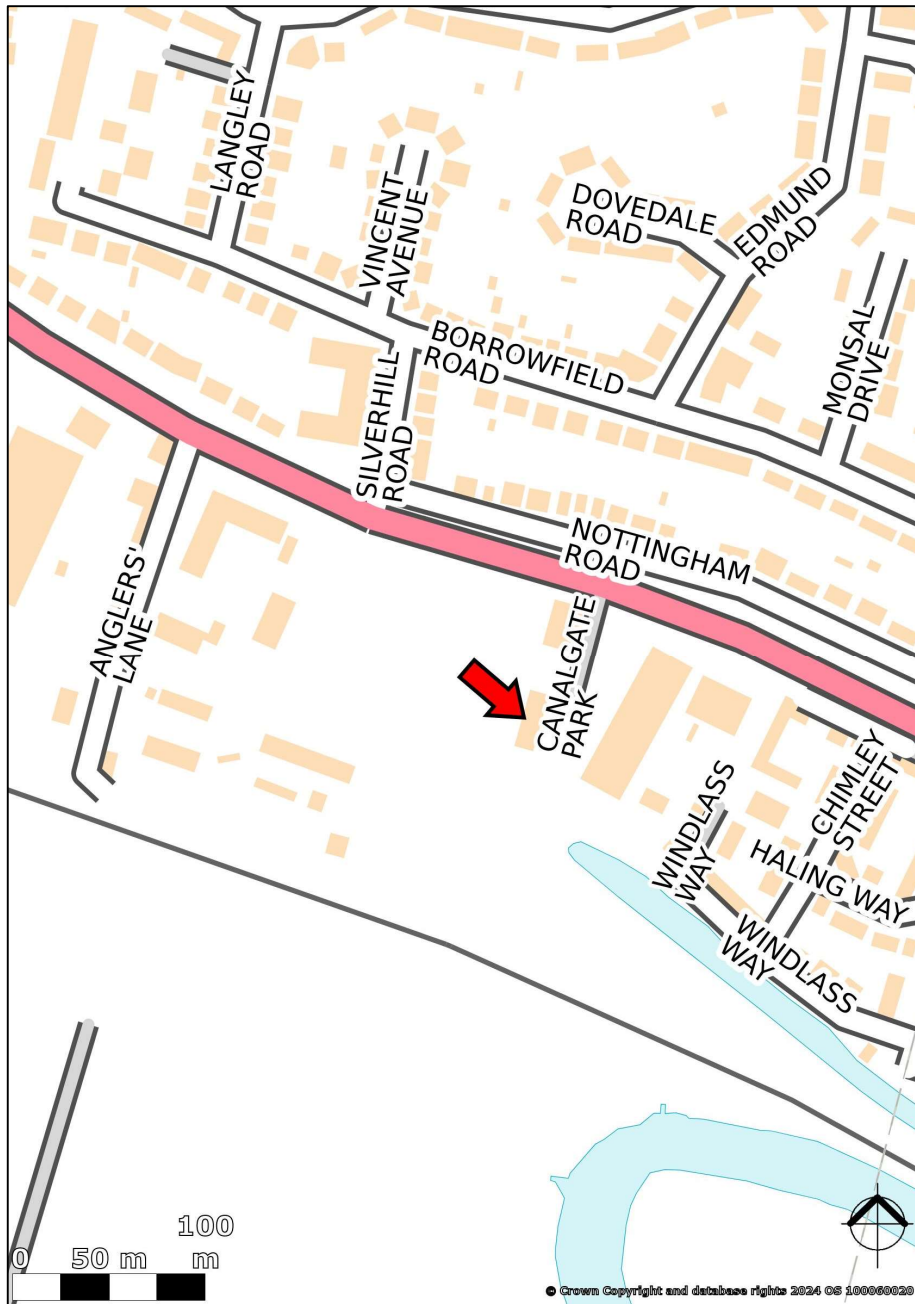 LANGLEY
ROAD
VINCENT
AVENUE
DOVEDALE
ROAD
EDMUND
ROAD
MONSAL
DRIVE
BORROWFIELD
ROAD
SILVERHILL
ROAD
NOTTINGHAM
ROAD
ANGLERS'
LANE
CANALGATE
PARK
WINDLASS
WAY
CHIMLEY
STREET
HALING WAY
WINDLASS
WAY
100
0 50 m m
© Crown Copyright and database rights 2024 OS 100060020